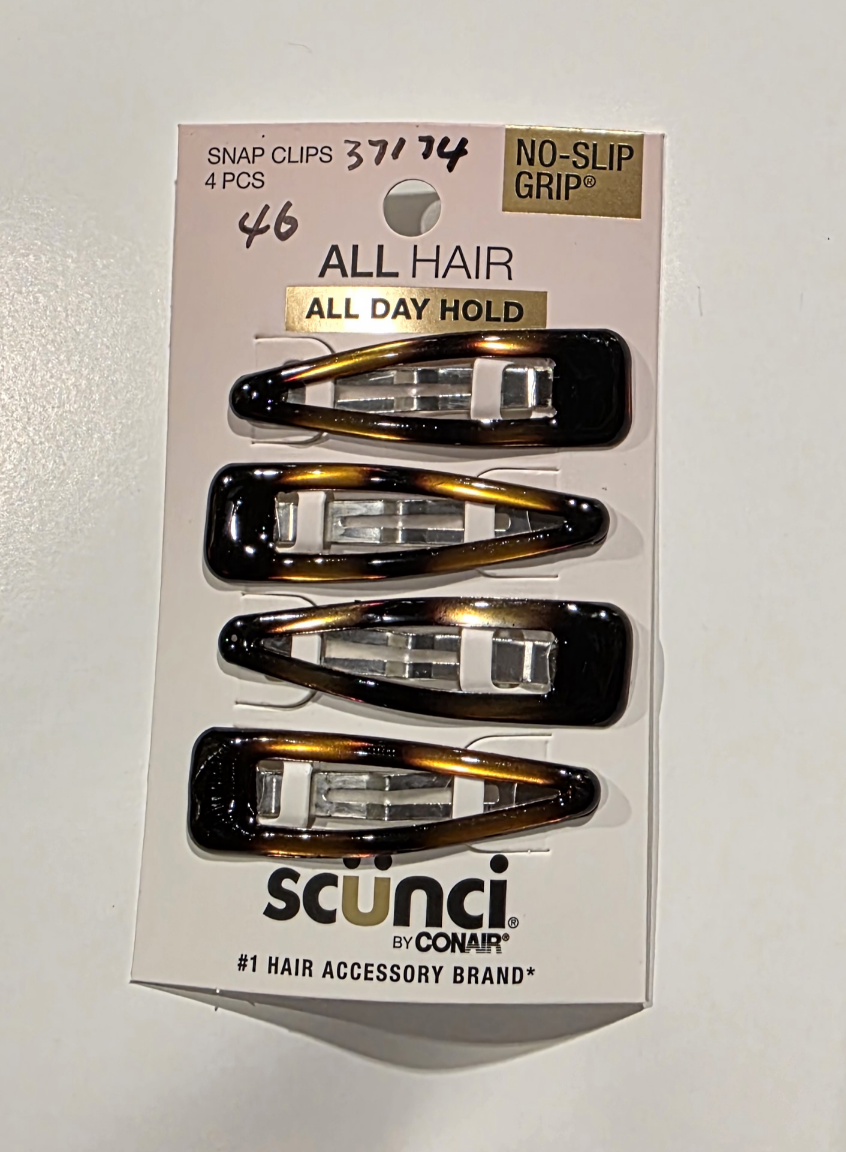 SNAP CLIPS 37174
4 PCS
46
NO-SLIP
GRIP®
ALL HAIR
ALL DAY HOLD
scünci®
BY CONAIR®
#1 HAIR ACCESSORY BRAND*